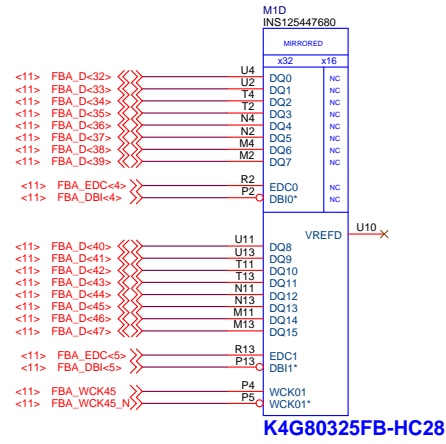 M1D
INS125447680
MIRRORED
x32 x16
<11> FBA_D<32> U4 DQ0 NC
<11> FBA_D<33> U2 DQ1 NC
<11> FBA_D<34> T4 DQ2 NC
<11> FBA_D<35> T2 DQ3 NC
<11> FBA_D<36> N4 DQ4 NC
<11> FBA_D<37> N2 DQ5 NC
<11> FBA_D<38> M4 DQ6 NC
<11> FBA_D<39> M2 DQ7 NC
<11> FBA_EDC<4> R2 EDC0 NC
<11> FBA_DBI<4> P2 DBI0* NC
VREFD U10
<11> FBA_D<40> U11 DQ8
<11> FBA_D<41> U13 DQ9
<11> FBA_D<42> T11 DQ10
<11> FBA_D<43> T13 DQ11
<11> FBA_D<44> N11 DQ12
<11> FBA_D<45> N13 DQ13
<11> FBA_D<46> M11 DQ14
<11> FBA_D<47> M13 DQ15
<11> FBA_EDC<5> R13 EDC1
<11> FBA_DBI<5> P13 DBI1*
<11> FBA_WCK45 P4 WCK01
<11> FBA_WCK45_N P5 WCK01*
K4G80325FB-HC28